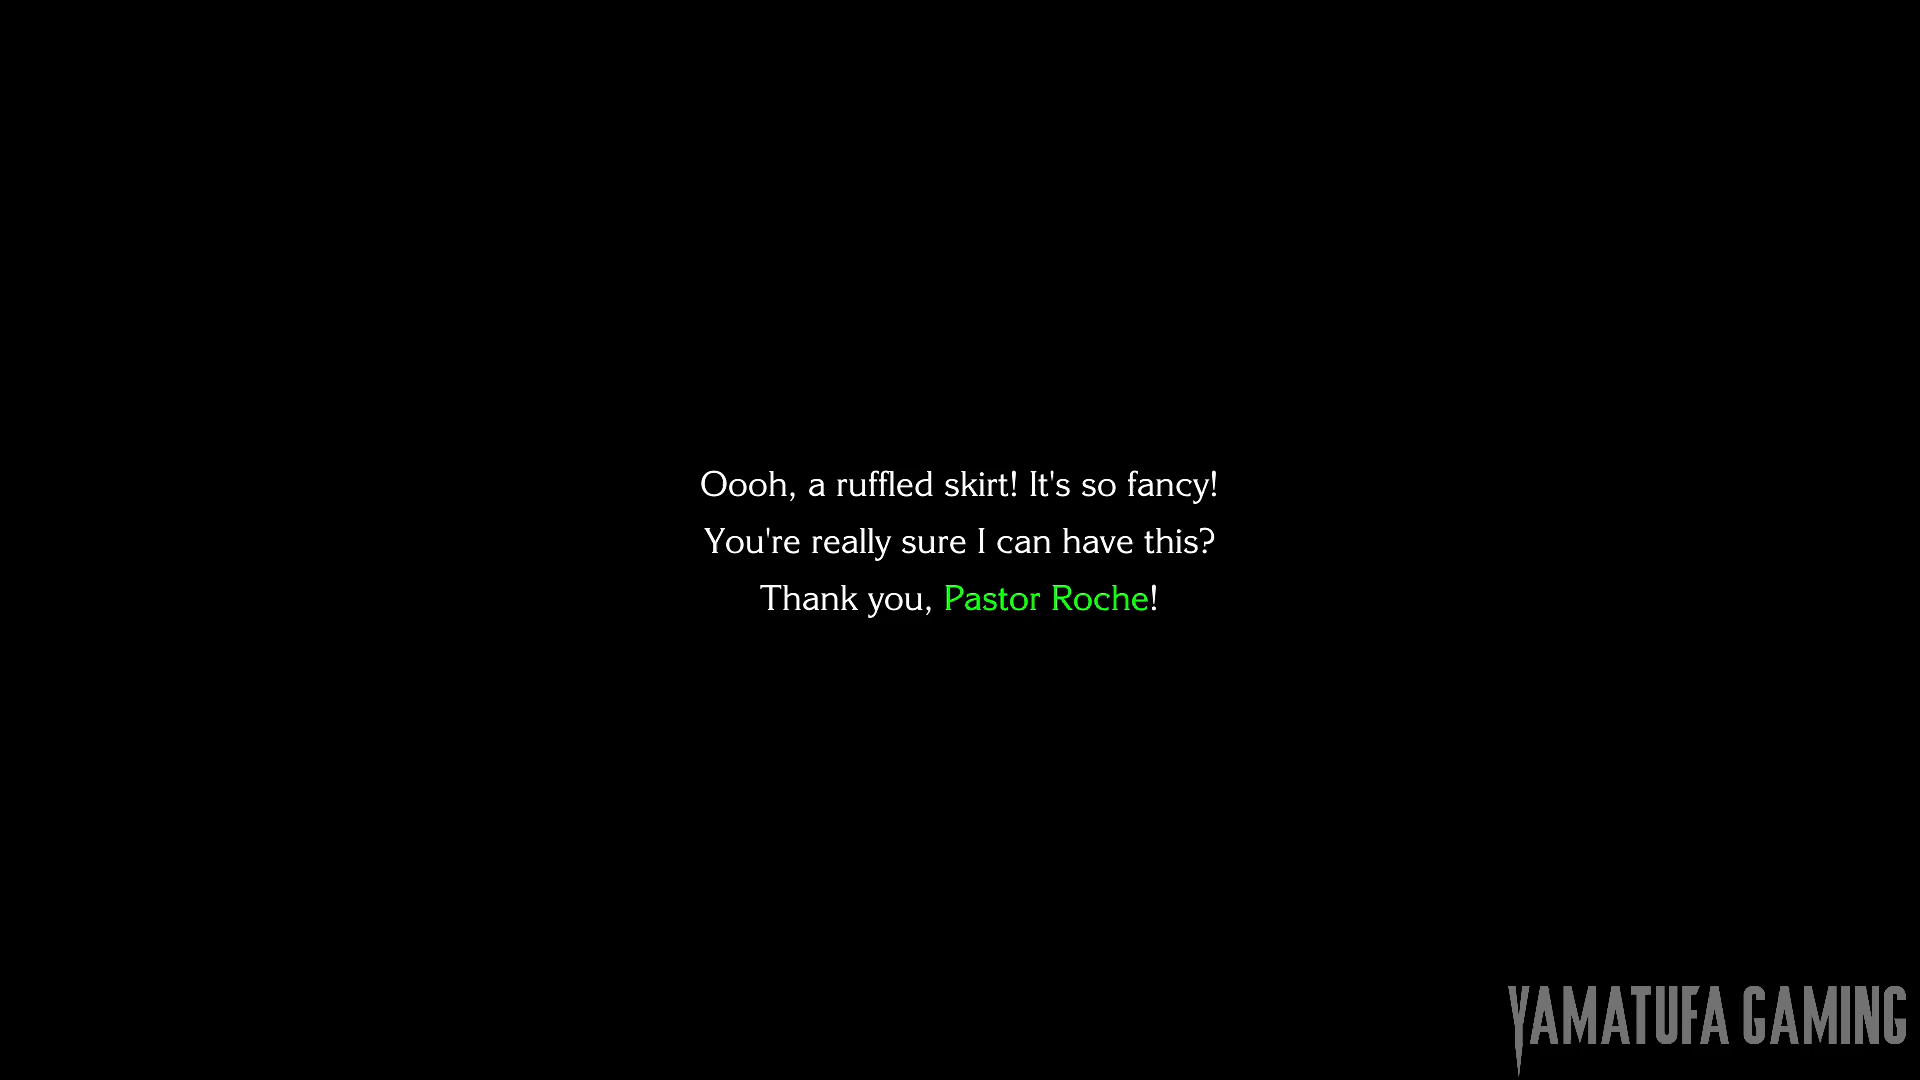 Oooh, a ruffled skirt! It's so fancy!
You're really sure I can have this?
Thank you, Pastor Roche!
YAMATUFA GAMING